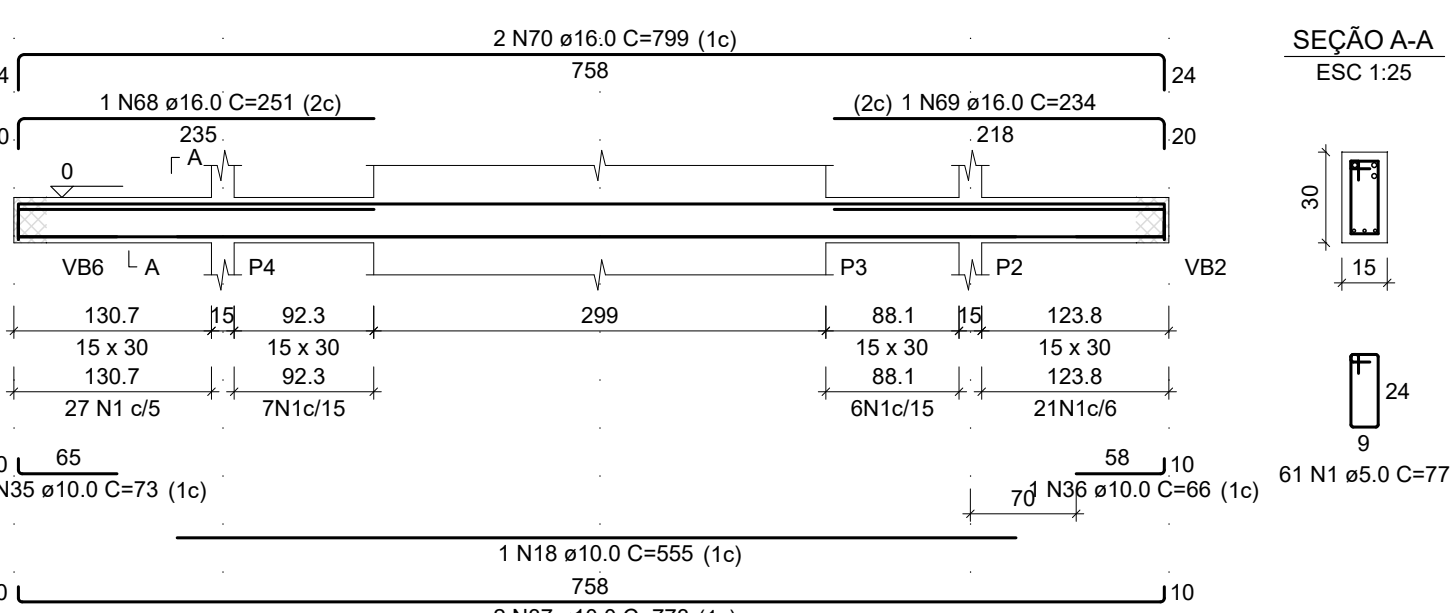 2 N70 ø16.0 C=799 (1c)
SEÇÃO A-A
758
24
ESC 1:25
1 N68 ø16.0 C=251 (2c)
(2c) 1 N69 ø16.0 C=234
235
218
20
A
0
30
VB6
A
P4
P3
P2
VB2
15
130.7
15
92.3
299
88.1
15
123.8
15 x 30
15 x 30
15 x 30
15 x 30
130.7
92.3
88.1
123.8
27 N1 c/5
7N1c/15
6N1c/15
21N1c/6
24
9
65
58
10
N35 ø10.0 C=73 (1c)
70
1 N36 ø10.0 C=66 (1c)
61 N1 ø5.0 C=77
1 N18 ø10.0 C=555 (1c)
758
10